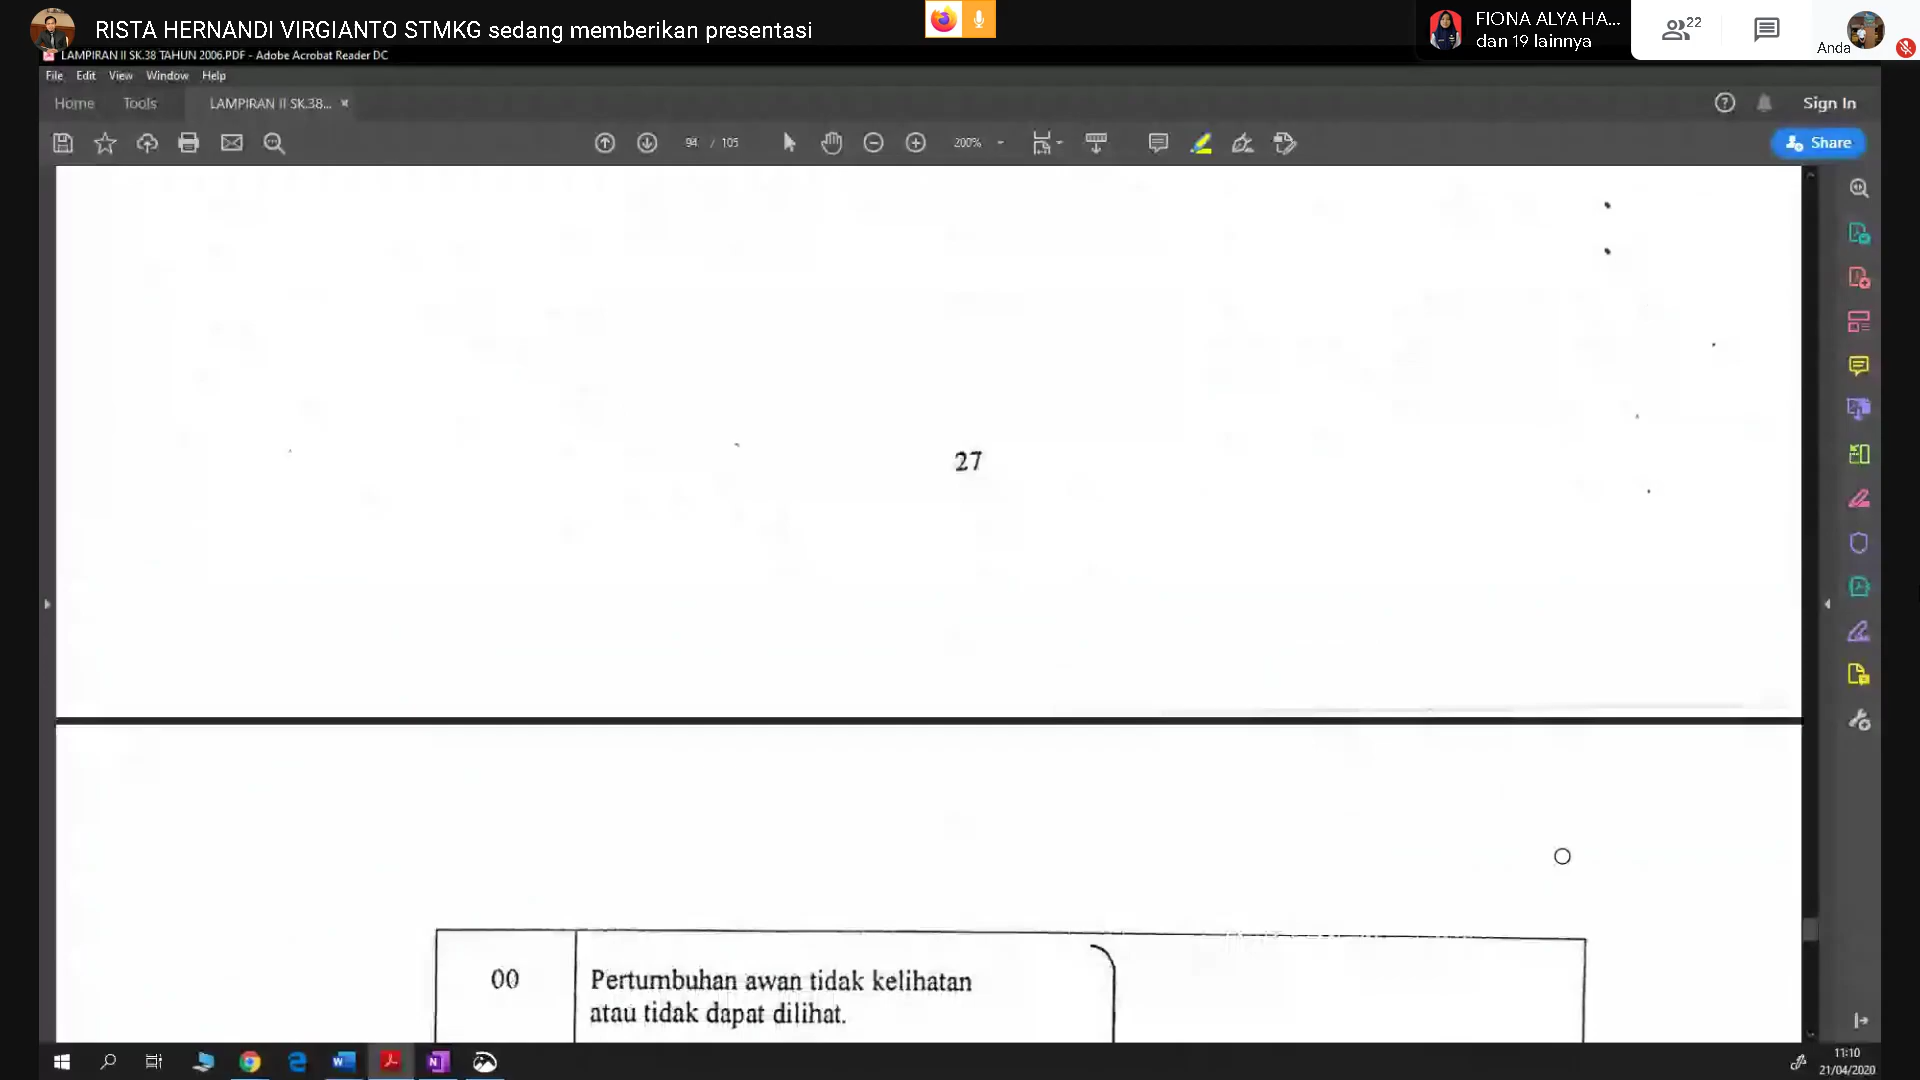 RISTA HERNANDI VIRGIANTO STMKG sedang memberikan presentasi
FIONA ALYA HA...
dan 19 lainnya
22
Anda
LAMPIRAN II SK.38 TAHUN 2006.PDF - Adobe Acrobat Reader DC
File Edit View Window Help
Home Tools LAMPIRAN II SK.38... ×
Sign In
94 / 105
200%
Share
27
00 Pertumbuhan awan tidak kelihatan
atau tidak dapat dilihat.
11:10
21/04/2020